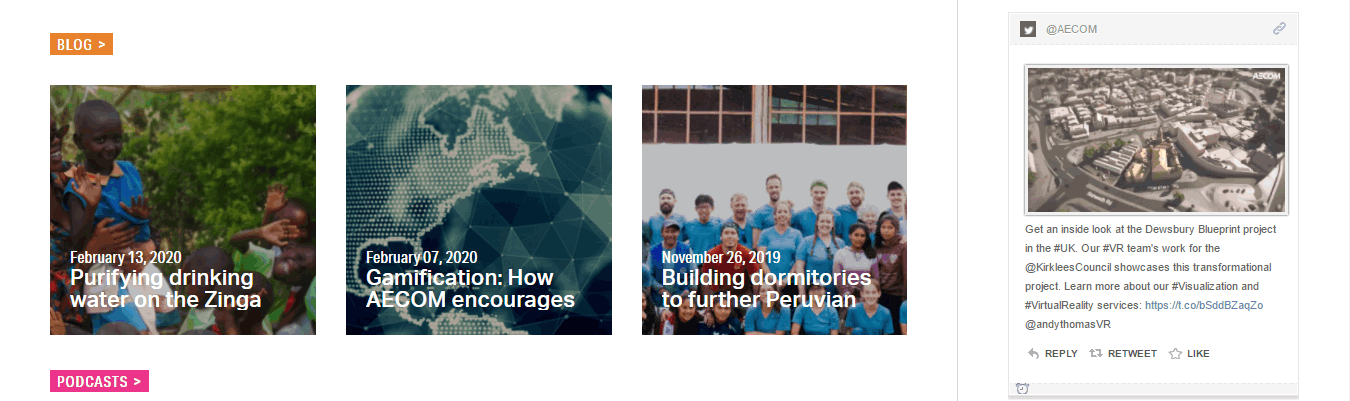 BLOG >
February 13, 2020
Purifying drinking
water on the Zinga
February 07, 2020
Gamification: How
AECOM encourages
November 26, 2019
Building dormitories
to further Peruvian
PODCASTS >
@AECOM
AECOM
Get an inside look at the Dewsbury Blueprint project
in the #UK. Our #VR team's work for the
@KirkleesCouncil showcases this transformational
project. Learn more about our #Visualization and
#VirtualReality services: https://t.co/bSddBZaqZo
@andythomasVR
REPLY RETWEET LIKE